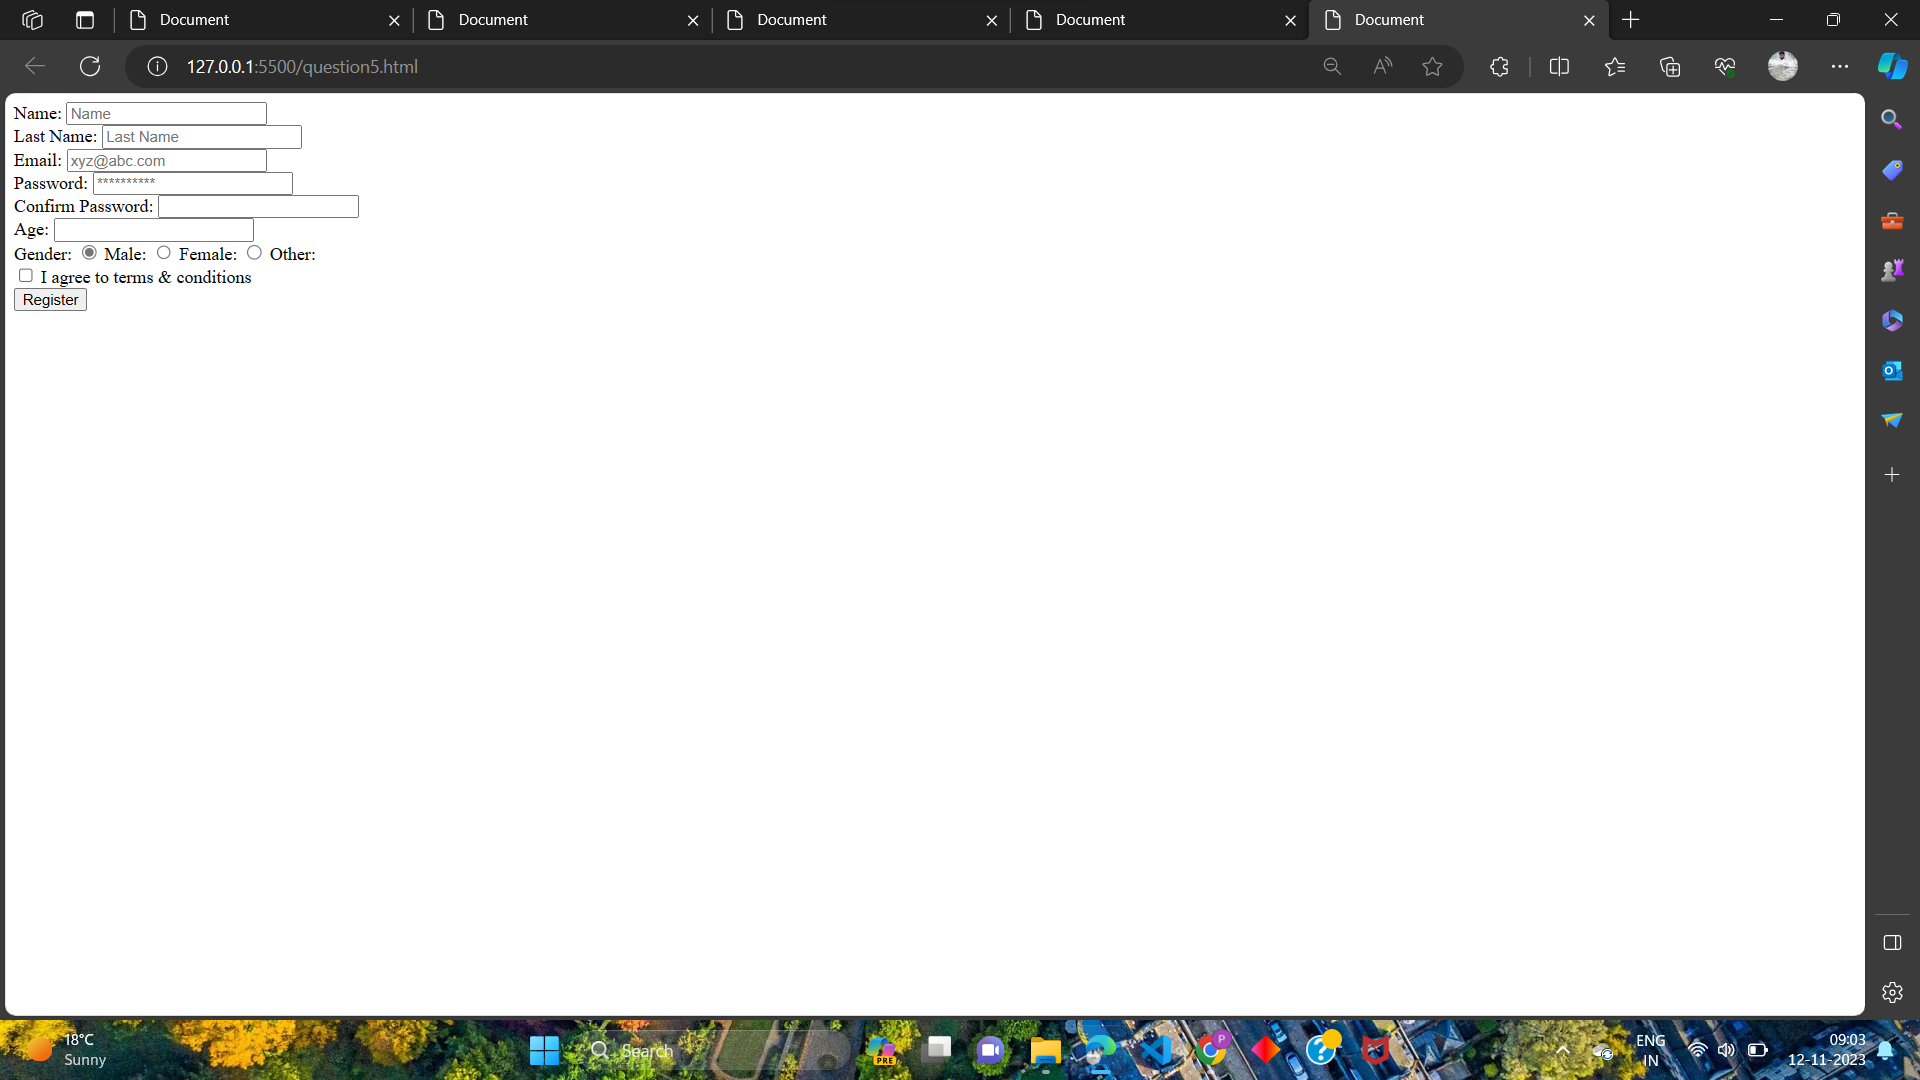 Document
Document
Document
Document
Document
127.0.0.1:5500/question5.html
Name: Name
Last Name: Last Name
Email: xyz@abc.com
Password: **********
Confirm Password:
Age:
Gender: Male: Female: Other:
I agree to terms & conditions
Register
18°C
Sunny
Search
PRE
P
ENG
IN
09:03
12-11-2023